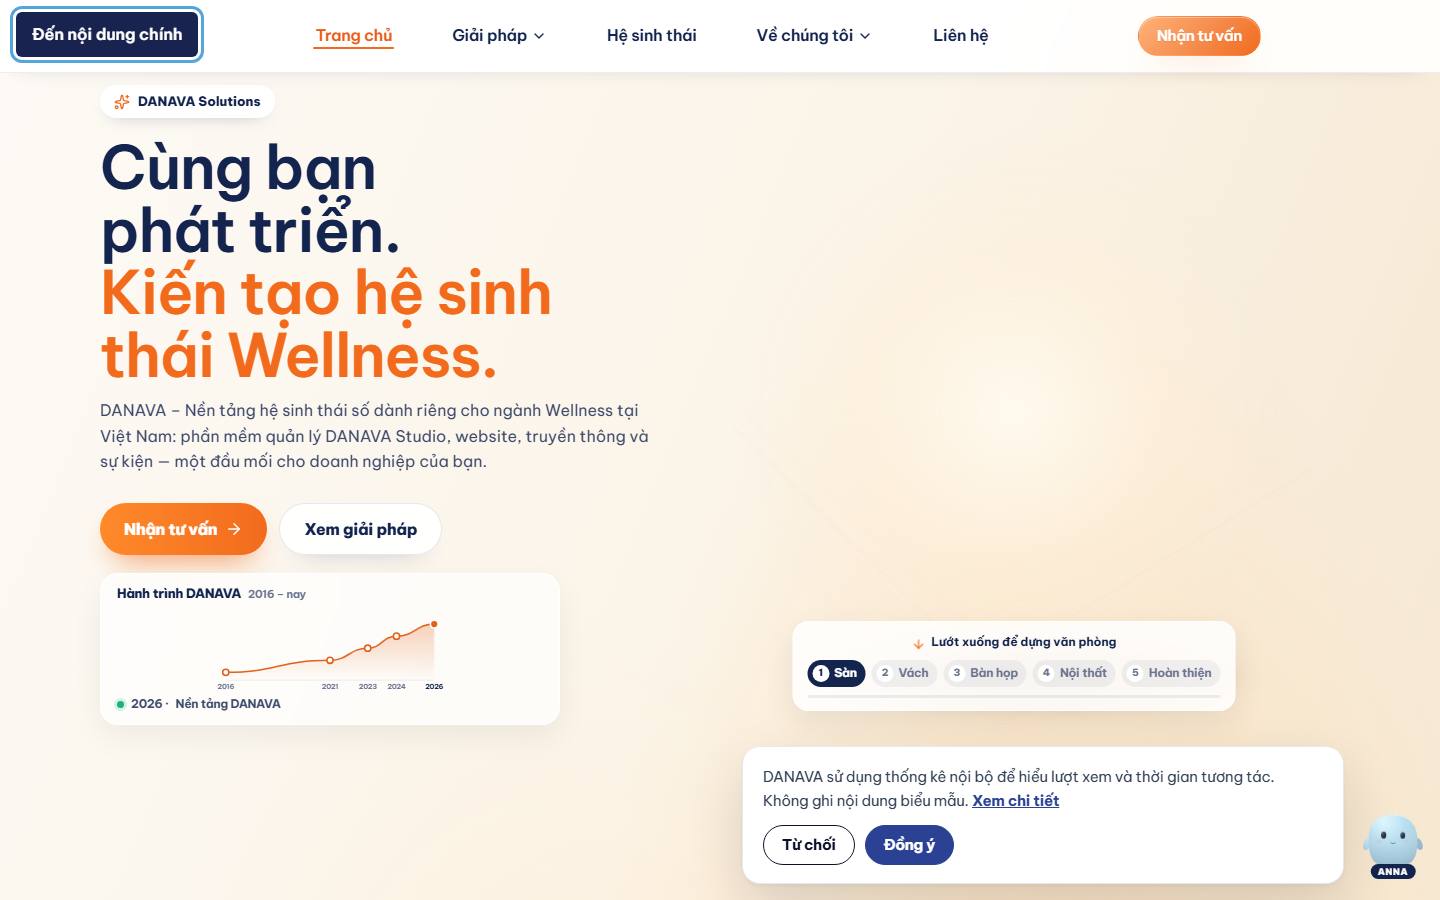 Đến nội dung chính
Trang chủ
Giải pháp
Hệ sinh thái
Về chúng tôi
Liên hệ
Nhận tư vấn
DANAVA Solutions
Cùng bạn
phát triển.
Kiến tạo hệ sinh
thái Wellness.
DANAVA – Nền tảng hệ sinh thái số dành riêng cho ngành Wellness tại
Việt Nam: phần mềm quản lý DANAVA Studio, website, truyền thông và
sự kiện — một đầu mối cho doanh nghiệp của bạn.
Nhận tư vấn
Xem giải pháp
Hành trình DANAVA 2016 – nay
2016 2021 2023 2024 2026
2026 · Nền tảng DANAVA
Lướt xuống để dựng văn phòng
1 Sàn
2 Vách
3 Bàn họp
4 Nội thất
5 Hoàn thiện
DANAVA sử dụng thống kê nội bộ để hiểu lượt xem và thời gian tương tác.
Không ghi nội dung biểu mẫu. Xem chi tiết
Từ chối
Đồng ý
ANNA